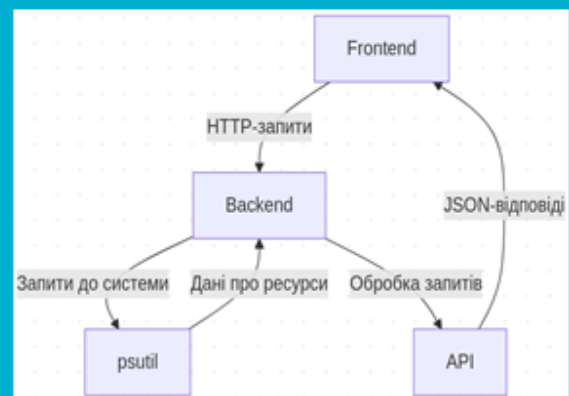 Frontend
HTTP-запити
Backend
JSON-відповіді
Запити до системи
Дані про ресурси
Обробка запитів
psutil
API